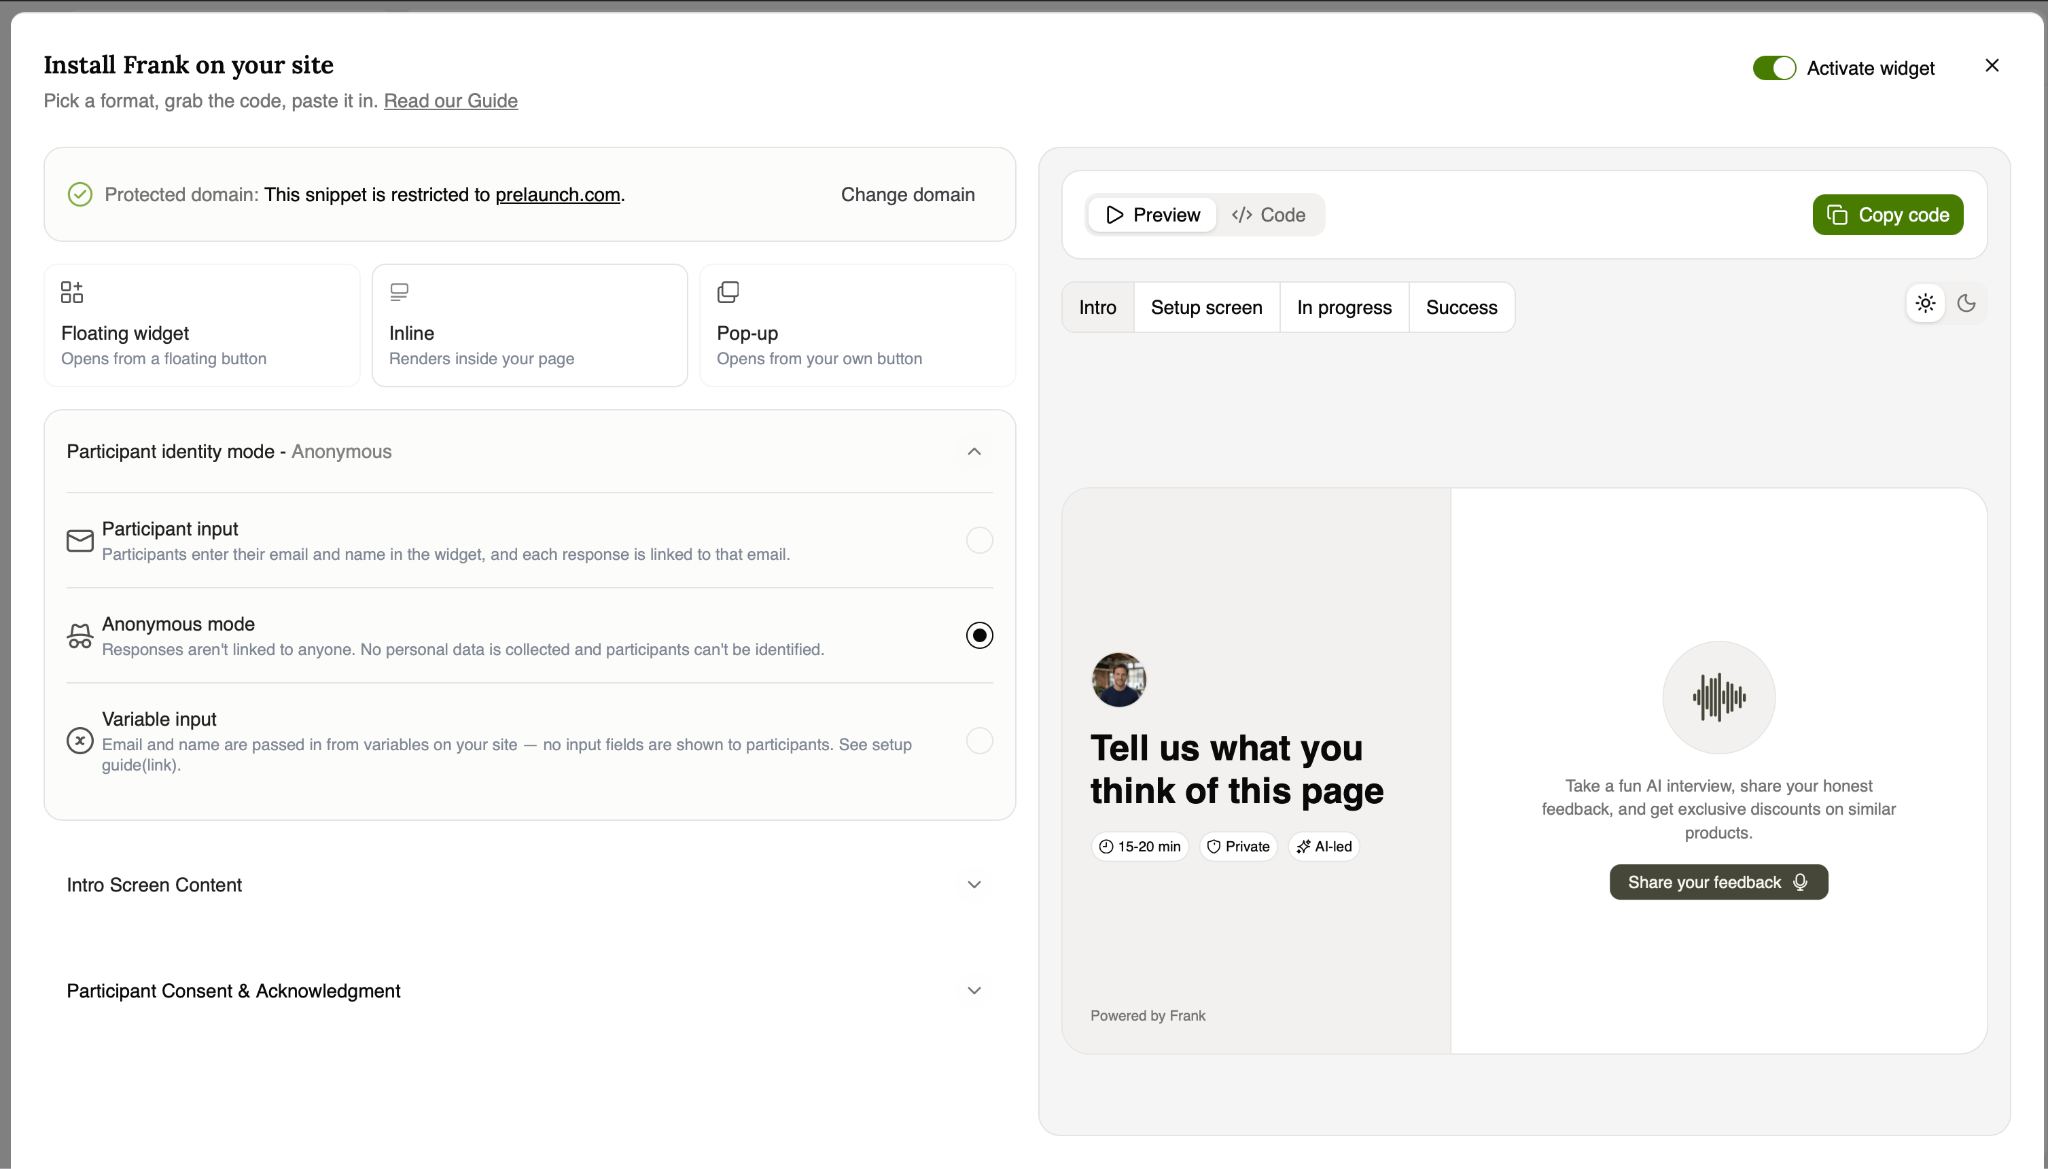 Install Frank on your site
Activate widget
Pick a format, grab the code, paste it in. Read our Guide
Protected domain: This snippet is restricted to prelaunch.com.
Change domain
Floating widget
Opens from a floating button
Inline
Renders inside your page
Pop-up
Opens from your own button
Participant identity mode - Anonymous
Participant input
Participants enter their email and name in the widget, and each response is linked to that email.
Anonymous mode
Responses aren't linked to anyone. No personal data is collected and participants can't be identified.
Variable input
Email and name are passed in from variables on your site — no input fields are shown to participants. See setup
guide(link).
Intro Screen Content
Participant Consent & Acknowledgment
Preview
</> Code
Copy code
Intro
Setup screen
In progress
Success
Tell us what you
think of this page
15-20 min
Private
AI-led
Powered by Frank
Take a fun AI interview, share your honest
feedback, and get exclusive discounts on similar
products.
Share your feedback